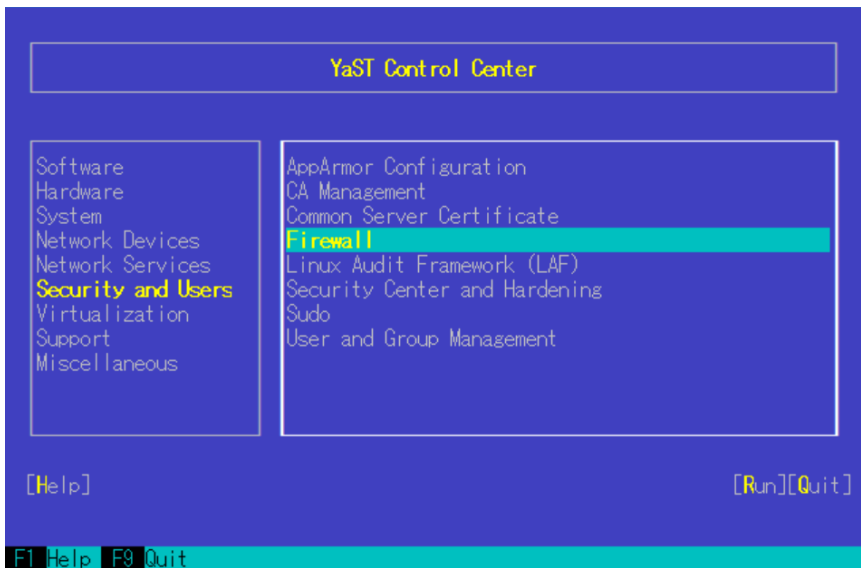 YaST Control Center
Software
Hardware
System
Network Devices
Network Services
Security and Users
Virtualization
Support
Miscellaneous
AppArmor Configuration
CA Management
Common Server Certificate
Firewall
Linux Audit Framework (LAF)
Security Center and Hardening
Sudo
User and Group Management
[Help] [Run][Quit]
F1 Help F9 Quit